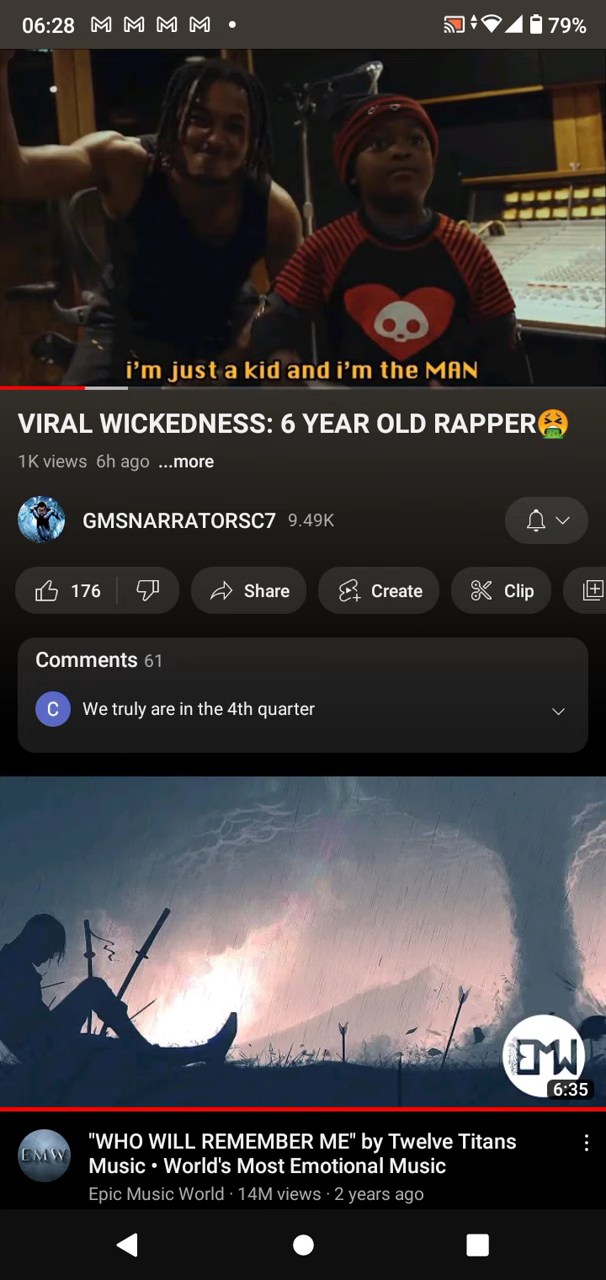 06:28
79%
i'm just a kid and i'm the MAN
VIRAL WICKEDNESS: 6 YEAR OLD RAPPER🤮
1K views 6h ago ...more
GMSNARRATORSC7 9.49K
176 Share Create Clip
Comments 61
C We truly are in the 4th quarter
EMW
6:35
EMW
"WHO WILL REMEMBER ME" by Twelve Titans
Music • World's Most Emotional Music
Epic Music World · 14M views · 2 years ago